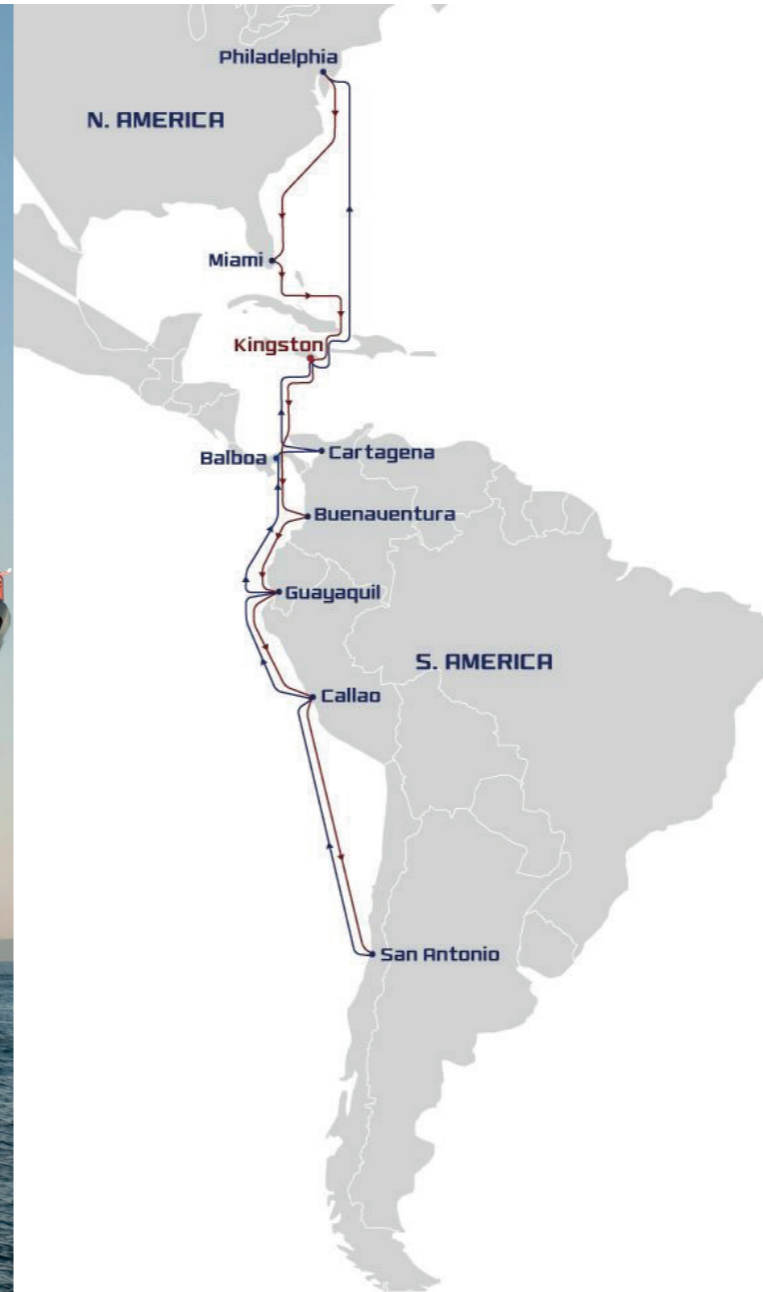 Philadelphia
N. AMERICA
Miami
Kingston
Balboa
Cartagena
Buenaventura
Guayaquil
S. AMERICA
Callao
San Antonio